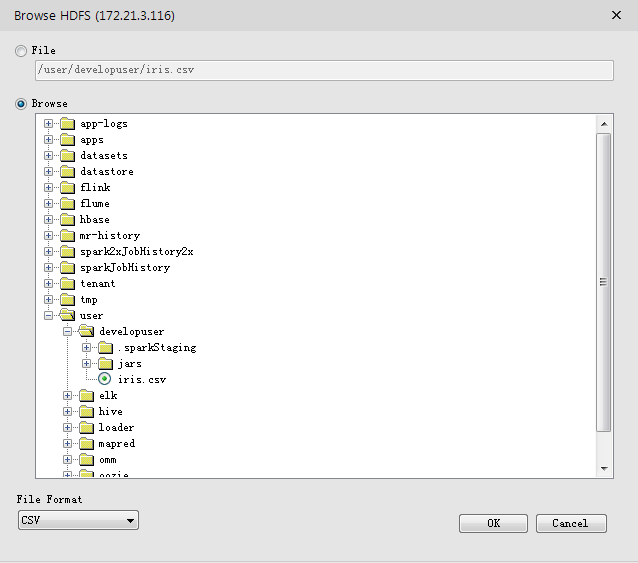 Browse HDFS (172.21.3.116)
File
/user/developuser/iris.csv
Browse
app-logs
apps
datasets
datastore
flink
flume
hbase
mr-history
spark2xJobHistory2x
sparkJobHistory
tenant
tmp
user
developuser
.sparkStaging
jars
iris.csv
elk
hive
loader
mapred
omm
oozie
File Format
CSV
OK
Cancel